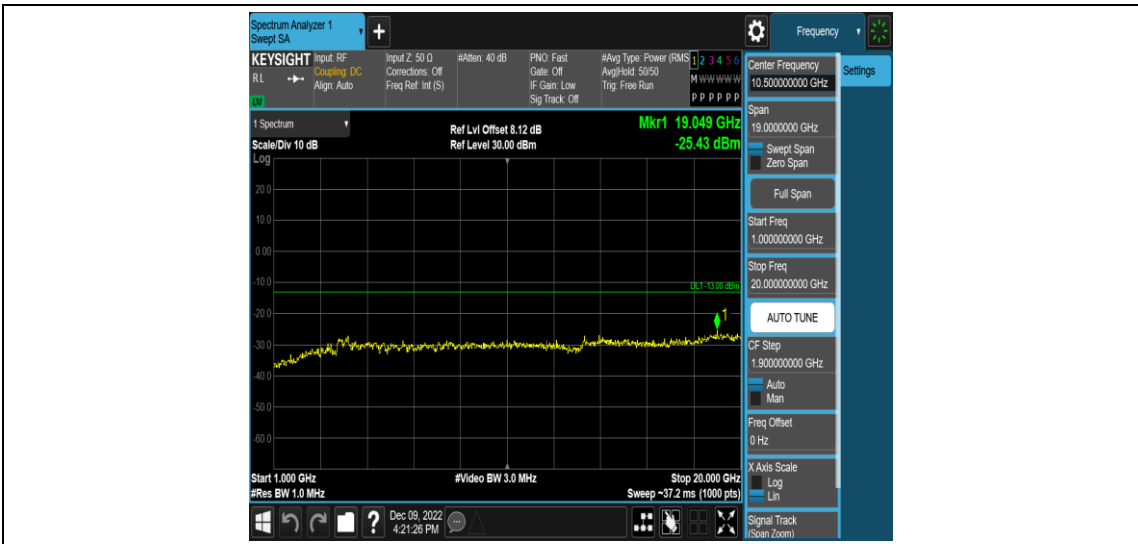 Spectrum Analyzer 1
Swept SA
+
Frequency
KEYSIGHT
RL
LXI
Input: RF
Coupling: DC
Align: Auto
Input Z: 50 Ω
Corrections: Off
Freq Ref: Int (S)
#Atten: 40 dB
PNO: Fast
Gate: Off
IF Gain: Low
Sig Track: Off
#Avg Type: Power (RMS
Avg|Hold: 50/50
Trig: Free Run
1 2 3 4 5 6
M W W W W W
P P P P P P
1 Spectrum
Scale/Div 10 dB
Ref Lvl Offset 8.12 dB
Ref Level 30.00 dBm
Mkr1 19.049 GHz
-25.43 dBm
Log
20.0
10.0
0.00
-10.0
DL1 -13.00 dBm
-20.0
1
-30.0
-40.0
-50.0
-60.0
Start 1.000 GHz
#Video BW 3.0 MHz
Stop 20.000 GHz
#Res BW 1.0 MHz
Sweep ~37.2 ms (1000 pts)
?
Dec 09, 2022
4:21:26 PM
Center Frequency
10.500000000 GHz
Settings
Span
19.0000000 GHz
Swept Span
Zero Span
Full Span
Start Freq
1.000000000 GHz
Stop Freq
20.000000000 GHz
AUTO TUNE
CF Step
1.900000000 GHz
Auto
Man
Freq Offset
0 Hz
X Axis Scale
Log
Lin
Signal Track
(Span Zoom)